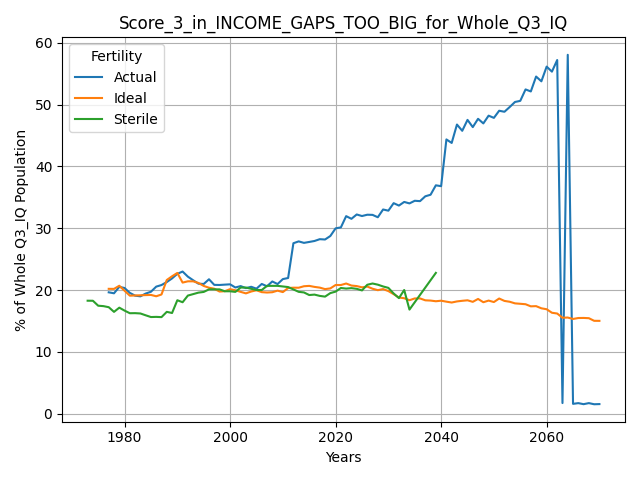 Score_3_in_INCOME_GAPS_TOO_BIG_for_Whole_Q3_IQ
Fertility
Actual
Ideal
Sterile
% of Whole Q3_IQ Population
60
50
40
30
20
10
0
1980
2000
2020
2040
2060
Years